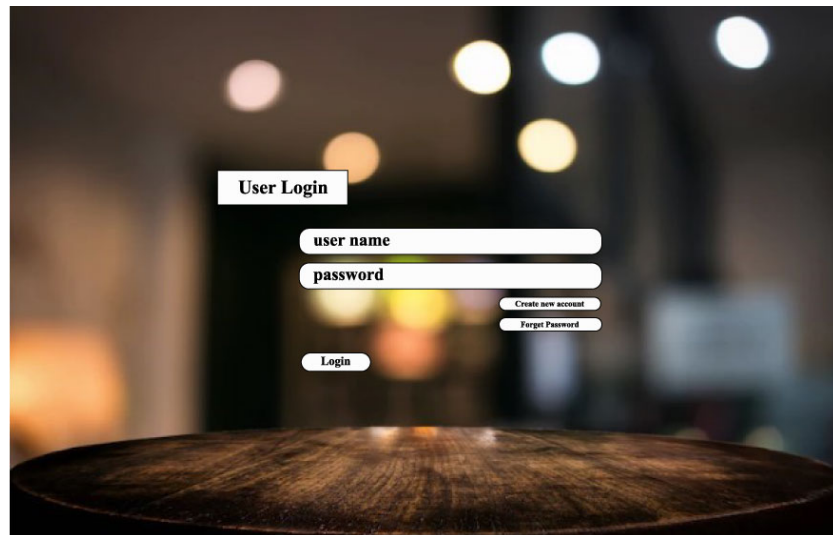 User Login
user name
password
Create new account
Forget Password
Login